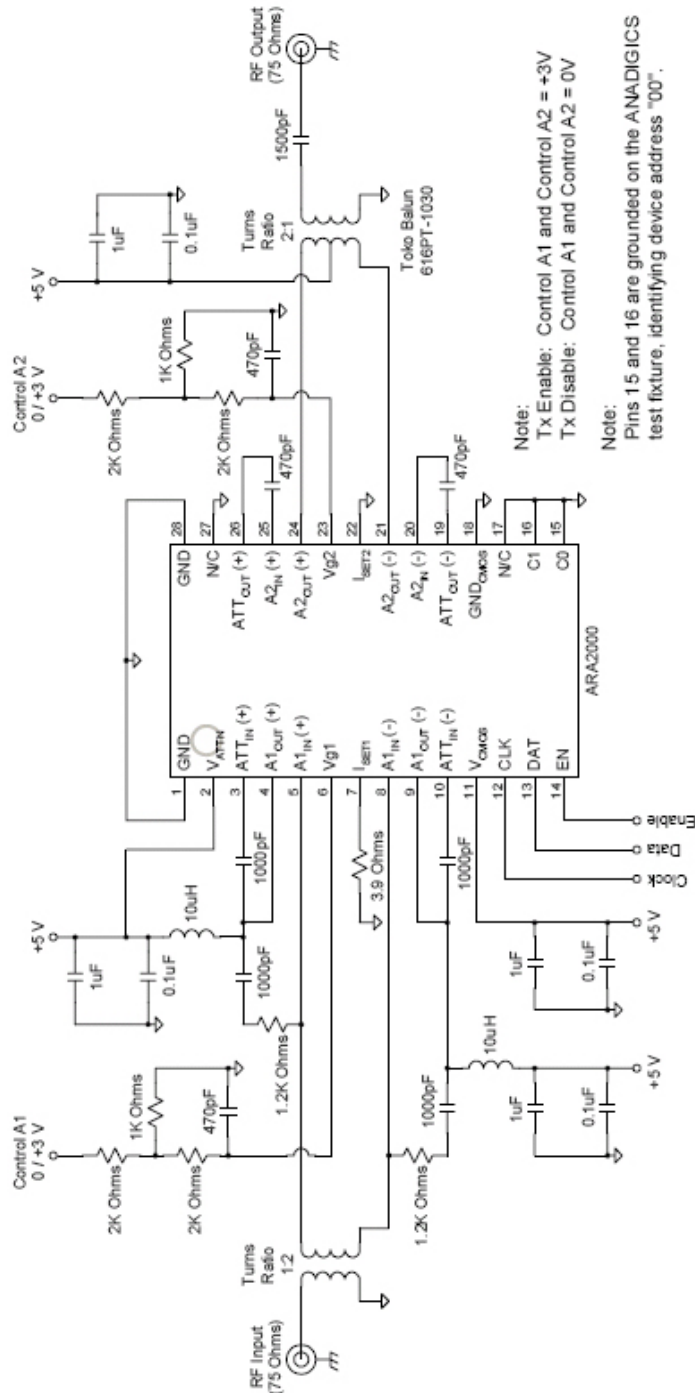 RF Input
(75 Ohms)
Turns
Ratio
1:2
Control A1
0 / +3 V
2K Ohms
2K Ohms
1K Ohms
470pF
+5 V
1uF
0.1uF
10uH
1000pF
1.2K Ohms
1000pF
3.9 Ohms
1000pF
1000pF
1.2K Ohms
10uH
1uF
0.1uF
+5 V
1uF
0.1uF
+5 V
Clock
Data
Enable
1 GND
2 VATTN
3 ATTIN (+)
4 A1OUT (+)
5 A1IN (+)
6 Vg1
7 ISET1
8 A1IN (-)
9 A1OUT (-)
10 ATTIN (-)
11 VCMOS
12 CLK
13 DAT
14 EN
GND 28
N/C 27
ATTOUT (+) 26
A2IN (+) 25
A2OUT (+) 24
Vg2 23
ISET2 22
A2OUT (-) 21
A2IN (-) 20
ATTOUT (-) 19
GNDCMOS 18
N/C 17
C1 16
C0 15
ARA2000
470pF
470pF
Control A2
0 / +3 V
2K Ohms
2K Ohms
1K Ohms
470pF
+5 V
1uF
0.1uF
Turns
Ratio
2:1
Toko Balun
616PT-1030
1500pF
RF Output
(75 Ohms)
Note:
Tx Enable: Control A1 and Control A2 = +3V
Tx Disable: Control A1 and Control A2 = 0V
Note:
Pins 15 and 16 are grounded on the ANADIGICS
test fixture, identifying device address "00".